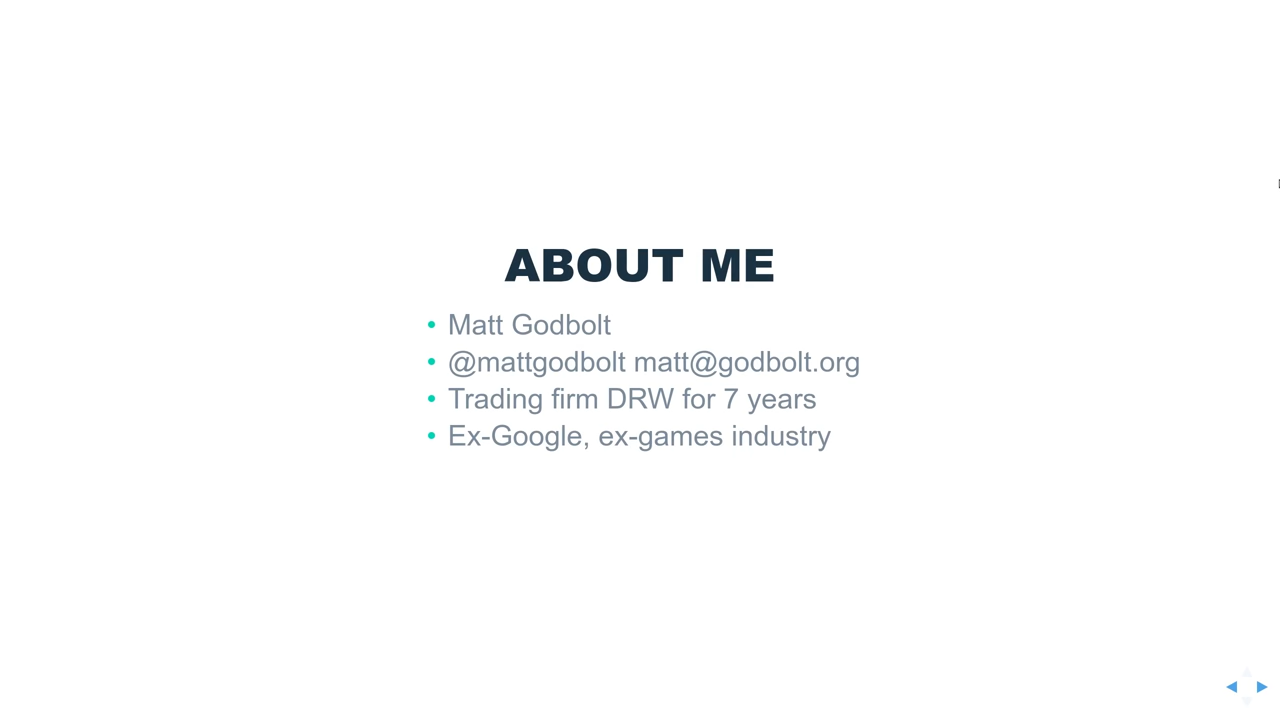 ABOUT ME
• Matt Godbolt
• @mattgodbolt matt@godbolt.org
• Trading firm DRW for 7 years
• Ex-Google, ex-games industry